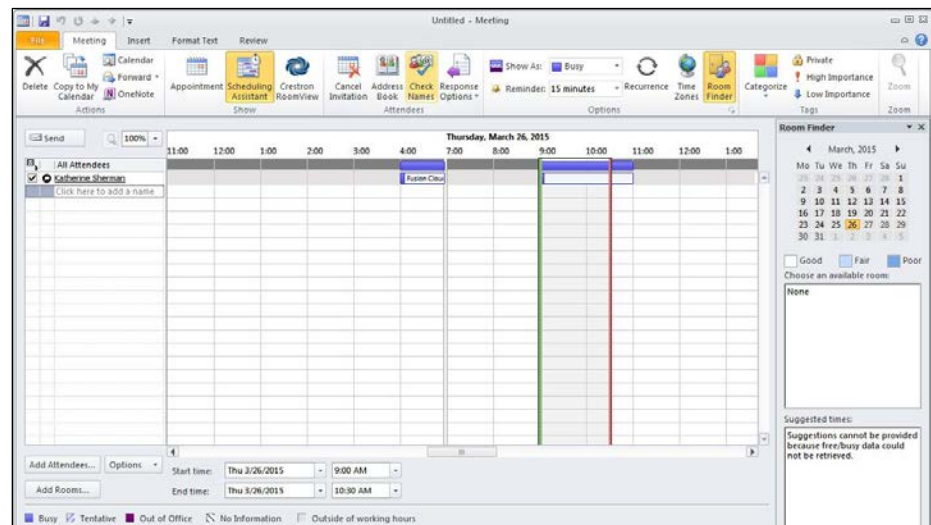 Untitled - Meeting
File Meeting Insert Format Text Review
Delete Copy to My Calendar Calendar Forward OneNote Appointment Scheduling Assistant Crestron RoomView Cancel Invitation Address Book Check Names Response Options Show As: Busy Reminder: 15 minutes Recurrence Time Zones Room Finder Categorize Private High Importance Low Importance Zoom
Actions Show Attendees Options Tags Zoom
Send 100%
Thursday, March 26, 2015
11:00 12:00 1:00 2:00 3:00 4:00 7:00 8:00 9:00 10:00 11:00 12:00 1:00
All Attendees
Katherine Sherman Fusion Clou
Click here to add a name
Room Finder
March, 2015
Mo Tu We Th Fr Sa Su
23 24 25 26 27 28 1
2 3 4 5 6 7 8
9 10 11 12 13 14 15
16 17 18 19 20 21 22
23 24 25 26 27 28 29
30 31 1 2 3 4 5
Good Fair Poor
Choose an available room:
None
Suggested times:
Suggestions cannot be provided
because free/busy data could
not be retrieved.
Add Attendees... Options Start time: Thu 3/26/2015 9:00 AM
Add Rooms... End time: Thu 3/26/2015 10:30 AM
Busy Tentative Out of Office No Information Outside of working hours